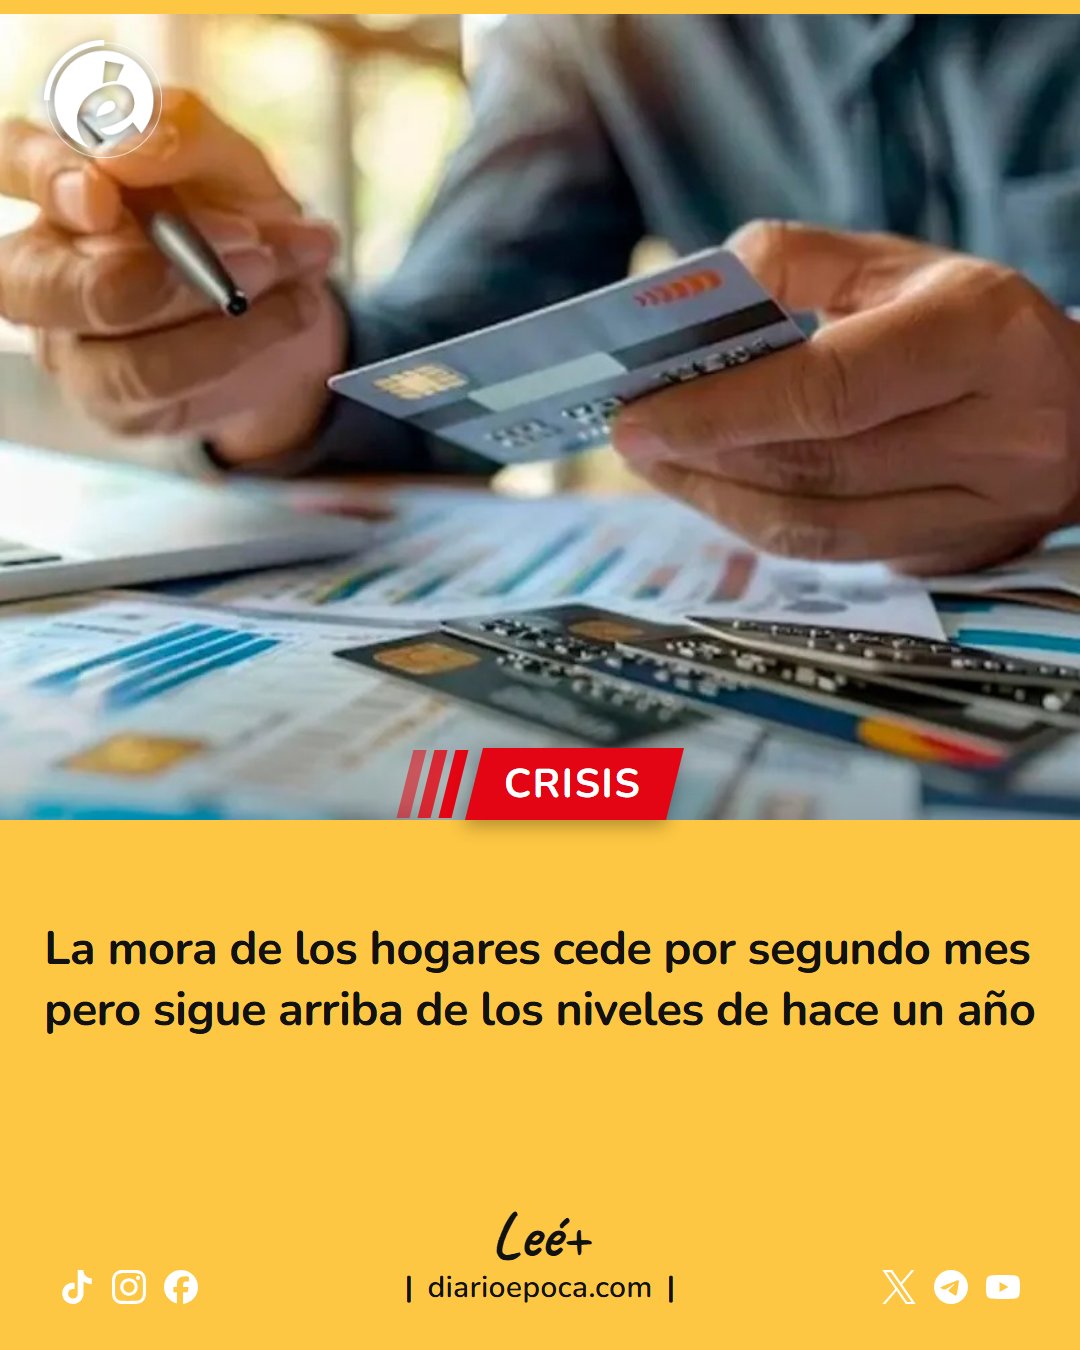 é
CRISIS
La mora de los hogares cede por segundo mes
pero sigue arriba de los niveles de hace un año
Leé+
| diarioepoca.com |